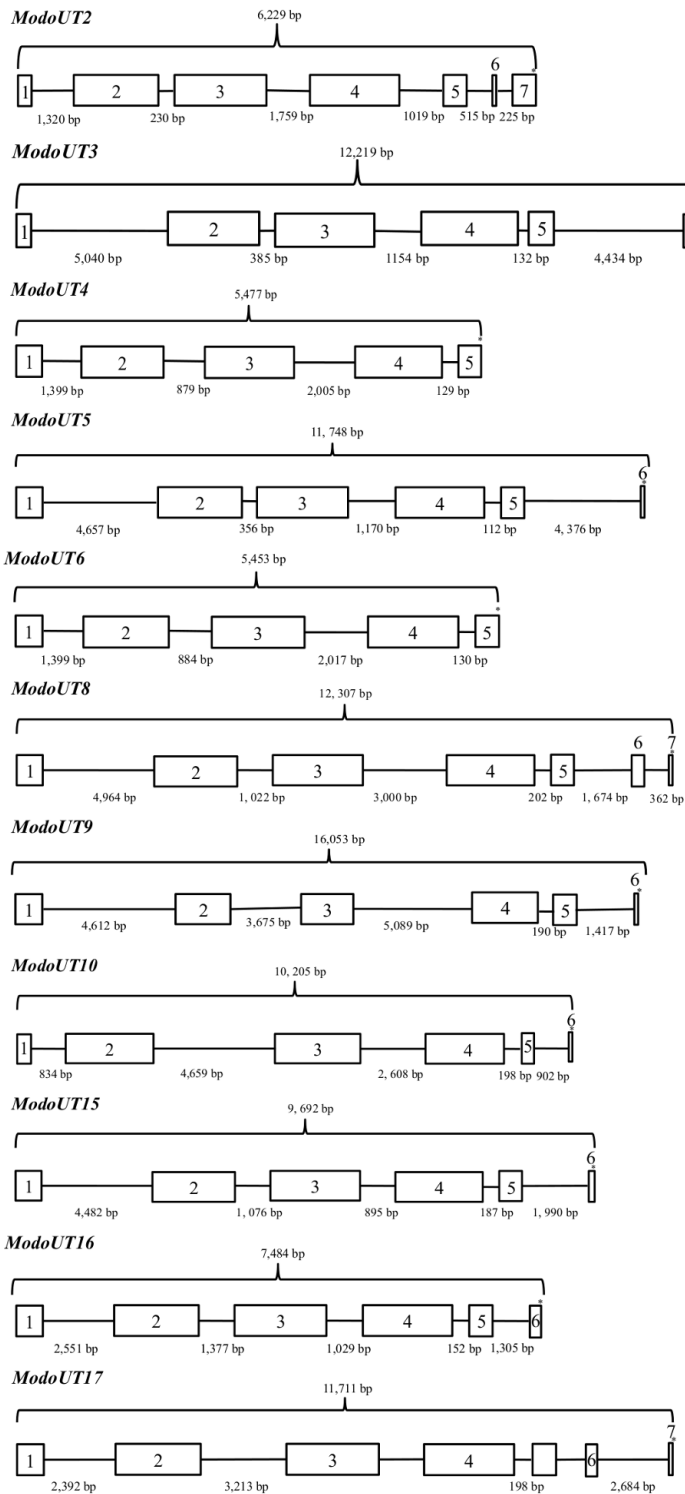 ModoUT2
6,229 bp
6
*
1 2 3 4 5 7
1,320 bp 230 bp 1,759 bp 1019 bp 515 bp 225 bp
ModoUT3
12,219 bp
1 2 3 4 5
5,040 bp 385 bp 1154 bp 132 bp 4,434 bp
ModoUT4
5,477 bp
*
1 2 3 4 5
1,399 bp 879 bp 2,005 bp 129 bp
ModoUT5
11, 748 bp
6
*
1 2 3 4 5
4,657 bp 356 bp 1,170 bp 112 bp 4, 376 bp
ModoUT6
5,453 bp
*
1 2 3 4 5
1,399 bp 884 bp 2,017 bp 130 bp
ModoUT8
12, 307 bp
6 7
*
1 2 3 4 5
4,964 bp 1, 022 bp 3,000 bp 202 bp 1, 674 bp 362 bp
ModoUT9
16,053 bp
6
*
1 2 3 4 5
4,612 bp 3,675 bp 5,089 bp 190 bp 1,417 bp
ModoUT10
10, 205 bp
6
*
1 2 3 4 5
834 bp 4,659 bp 2, 608 bp 198 bp 902 bp
ModoUT15
9, 692 bp
6
*
1 2 3 4 5
4,482 bp 1, 076 bp 895 bp 187 bp 1, 990 bp
ModoUT16
7,484 bp
*
1 2 3 4 5 6
2,551 bp 1,377 bp 1,029 bp 152 bp 1,305 bp
ModoUT17
11,711 bp
7
*
1 2 3 4 6
2,392 bp 3,213 bp 198 bp 2,684 bp